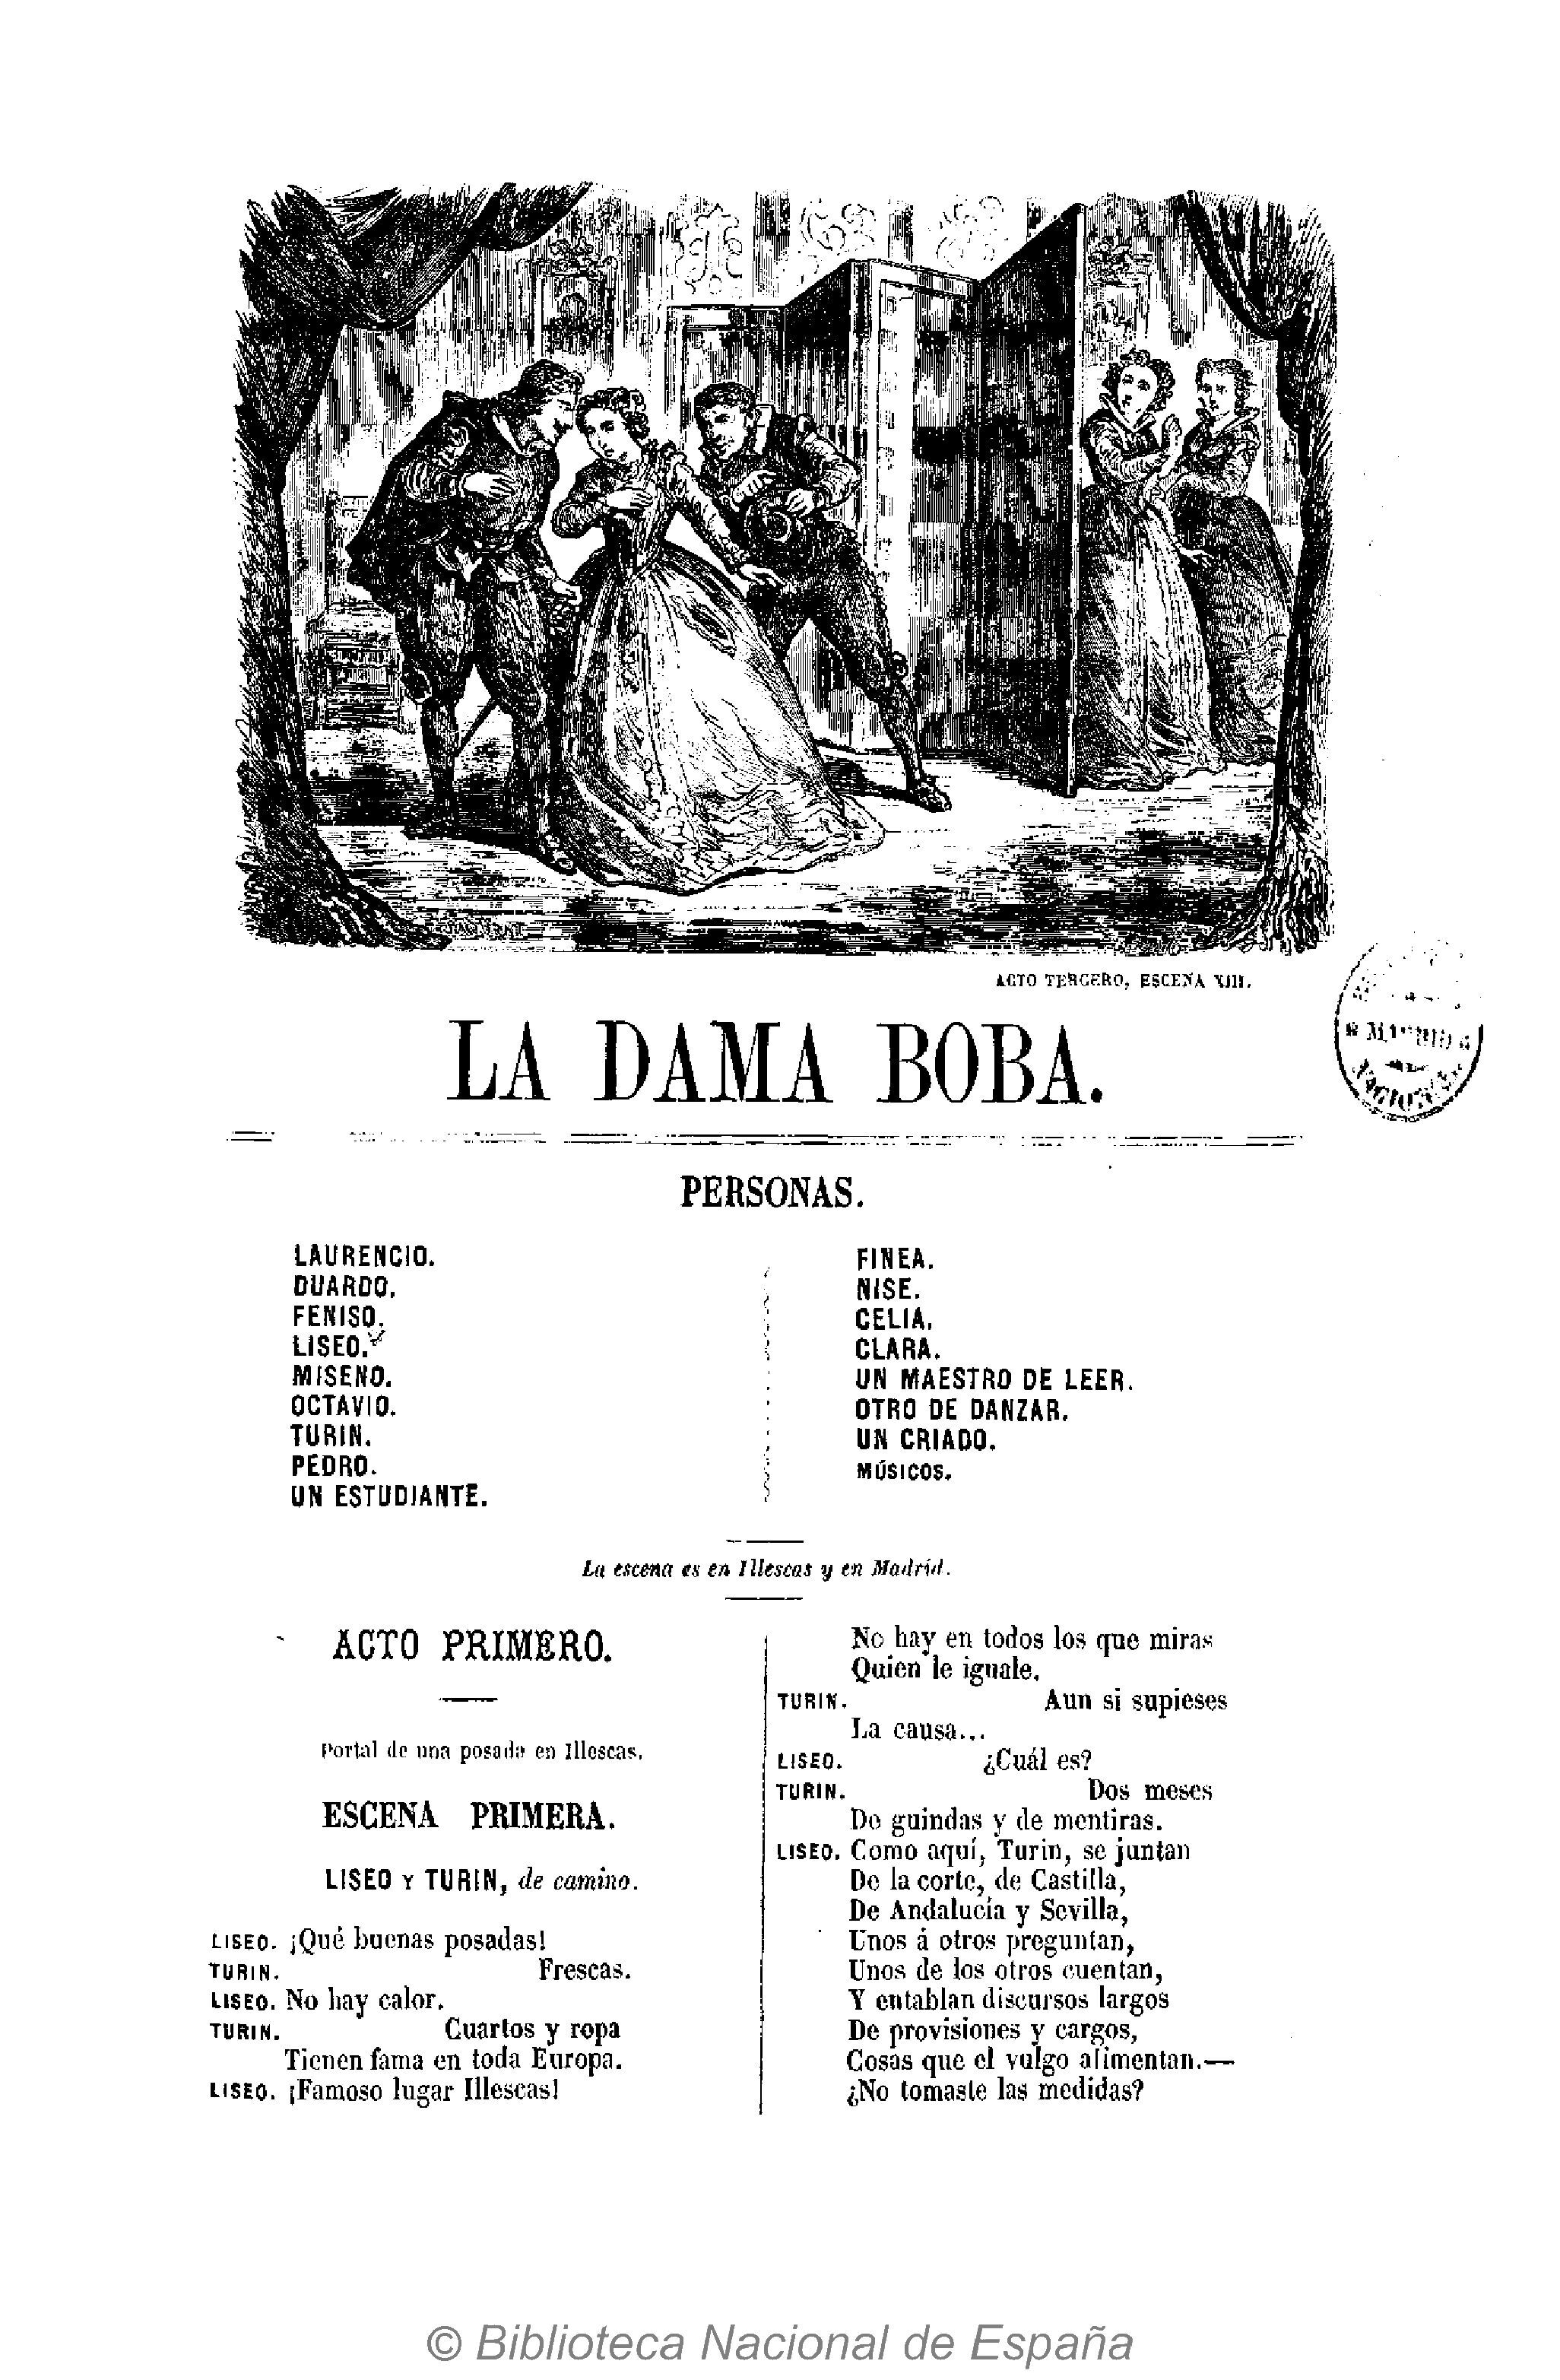 ACTO TERCERO, ESCENA XIII.
MADRID
LA DAMA BOBA.
PERSONAS.
LAURENCIO.
DUARDO.
FENISO.
LISEO.
MISENO.
OCTAVIO.
TURIN.
PEDRO.
UN ESTUDIANTE.
FINEA.
NISE.
CELIA.
CLARA.
UN MAESTRO DE LEER.
OTRO DE DANZAR.
UN CRIADO.
MÚSICOS.
La escena es en Illescas y en Madrid.
ACTO PRIMERO.
Portal de una posada en Illescas.
ESCENA PRIMERA.
LISEO Y TURIN, de camino.
LISEO. ¡Qué buenas posadas!
TURIN. Frescas.
LISEO. No hay calor.
TURIN. Cuartos y ropa
Tienen fama en toda Europa.
LISEO. ¡Famoso lugar Illescas!
No hay en todos los que miras
Quien le iguale.
TURIN. Aun si supieses
La causa...
LISEO. ¿Cuál es?
TURIN. Dos meses
De guindas y de mentiras.
LISEO. Como aquí, Turin, se juntan
De la corte, de Castilla,
De Andalucía y Sevilla,
Unos á otros preguntan,
Unos de los otros cuentan,
Y entablan discursos largos
De provisiones y cargos,
Cosas que el vulgo alimentan.—
¿No tomaste las medidas?
© Biblioteca Nacional de España